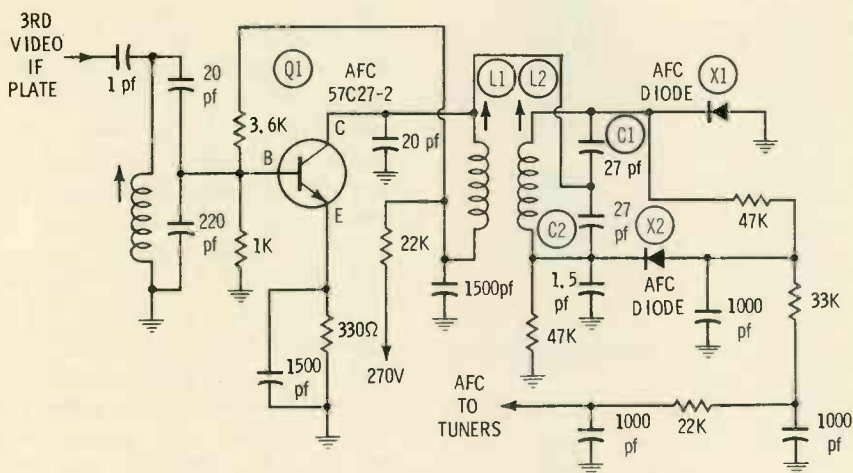 3RD
VIDEO
IF
PLATE
1 pf
20
pf
220
pf
3.6K
1K
Q1
AFC
57C27-2
B
C
E
20 pf
1500
pf
330Ω
22K
270V
1500pf
L1
L2
C1
27 pf
C2
27
pf
1.5
pf
47K
AFC
DIODE
X1
47K
X2
AFC
DIODE
1000
pf
33K
AFC
TO
TUNERS
1000
pf
22K
1000
pf